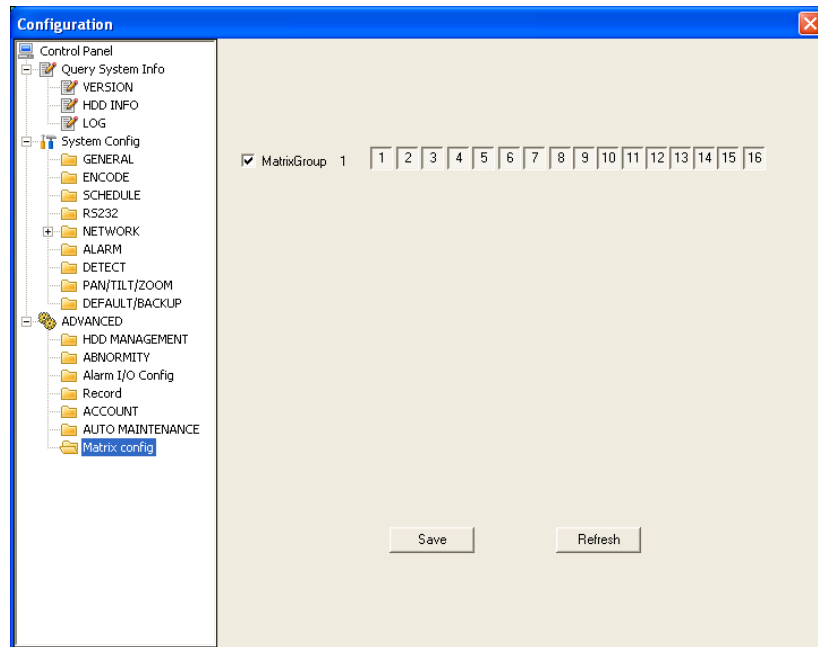 Configuration
Control Panel
Query System Info
VERSION
HDD INFO
LOG
System Config
GENERAL
ENCODE
SCHEDULE
RS232
NETWORK
ALARM
DETECT
PAN/TILT/ZOOM
DEFAULT/BACKUP
ADVANCED
HDD MANAGEMENT
ABNORMITY
Alarm I/O Config
Record
ACCOUNT
AUTO MAINTENANCE
Matrix config
MatrixGroup 1 1 2 3 4 5 6 7 8 9 10 11 12 13 14 15 16
Save Refresh